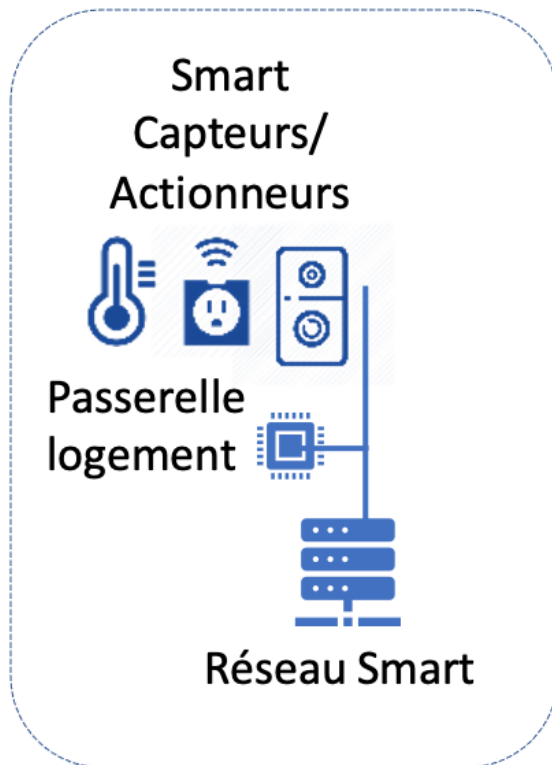 Smart
Capteurs/
Actionneurs
Passerelle
logement
Réseau Smart